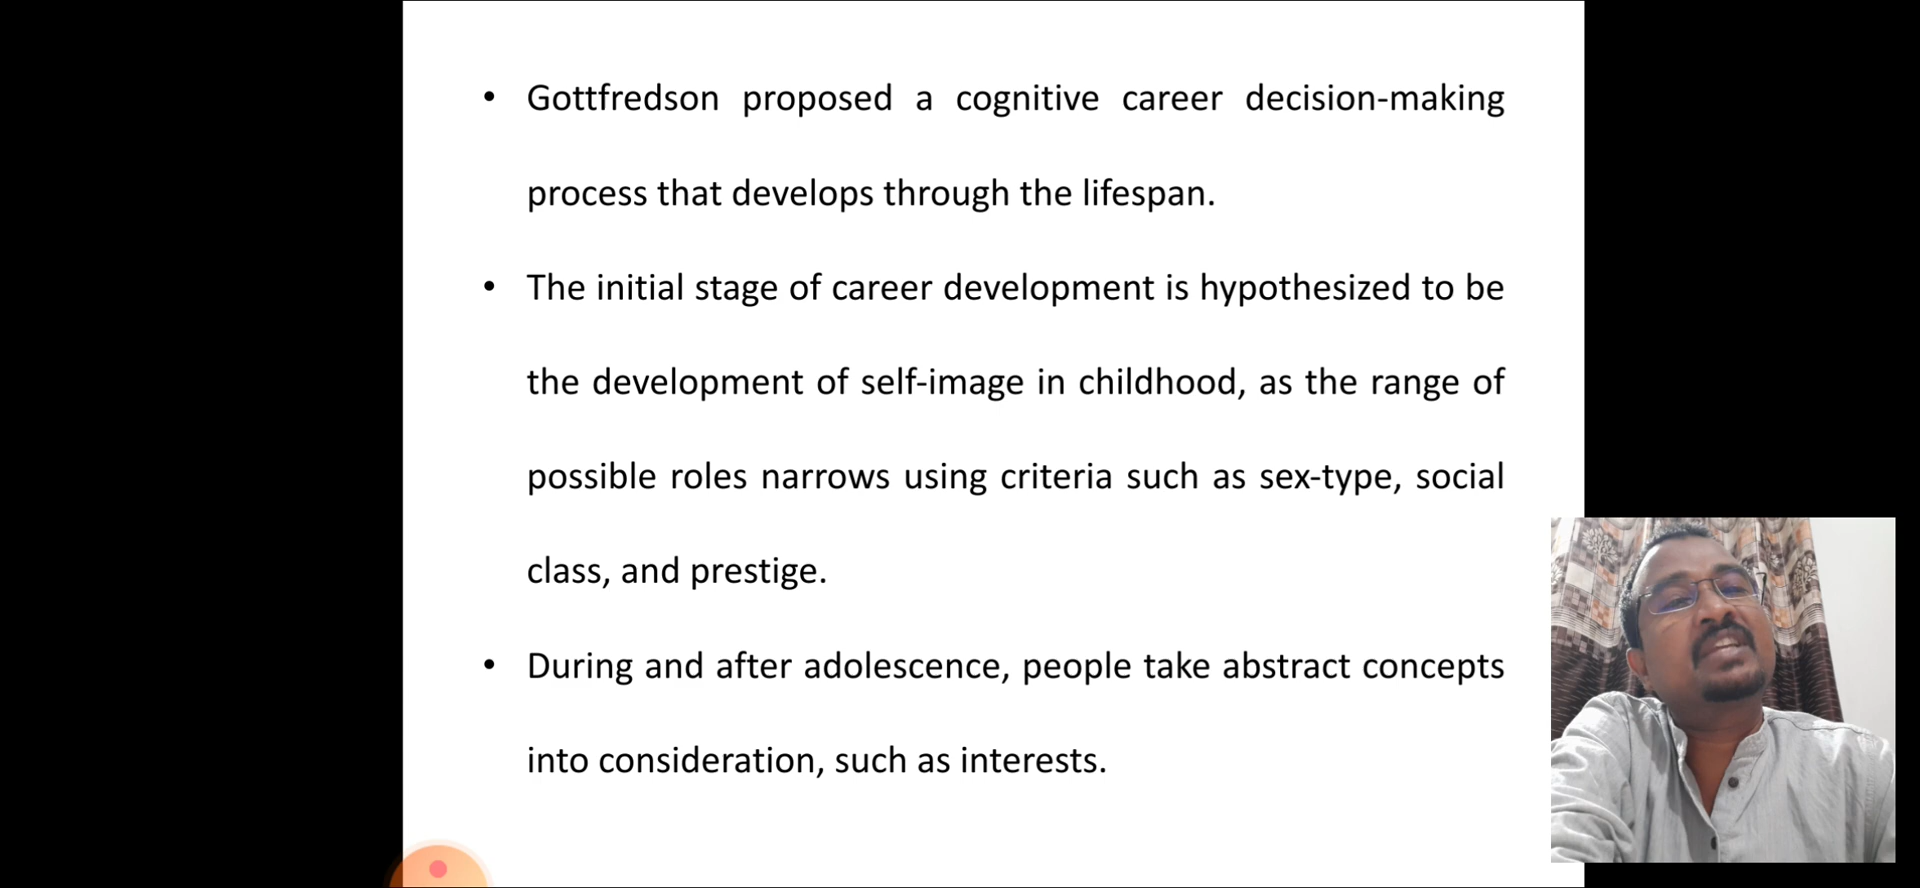 • Gottfredson proposed a cognitive career decision-making
process that develops through the lifespan.
• The initial stage of career development is hypothesized to be
the development of self-image in childhood, as the range of
possible roles narrows using criteria such as sex-type, social
class, and prestige.
• During and after adolescence, people take abstract concepts
into consideration, such as interests.